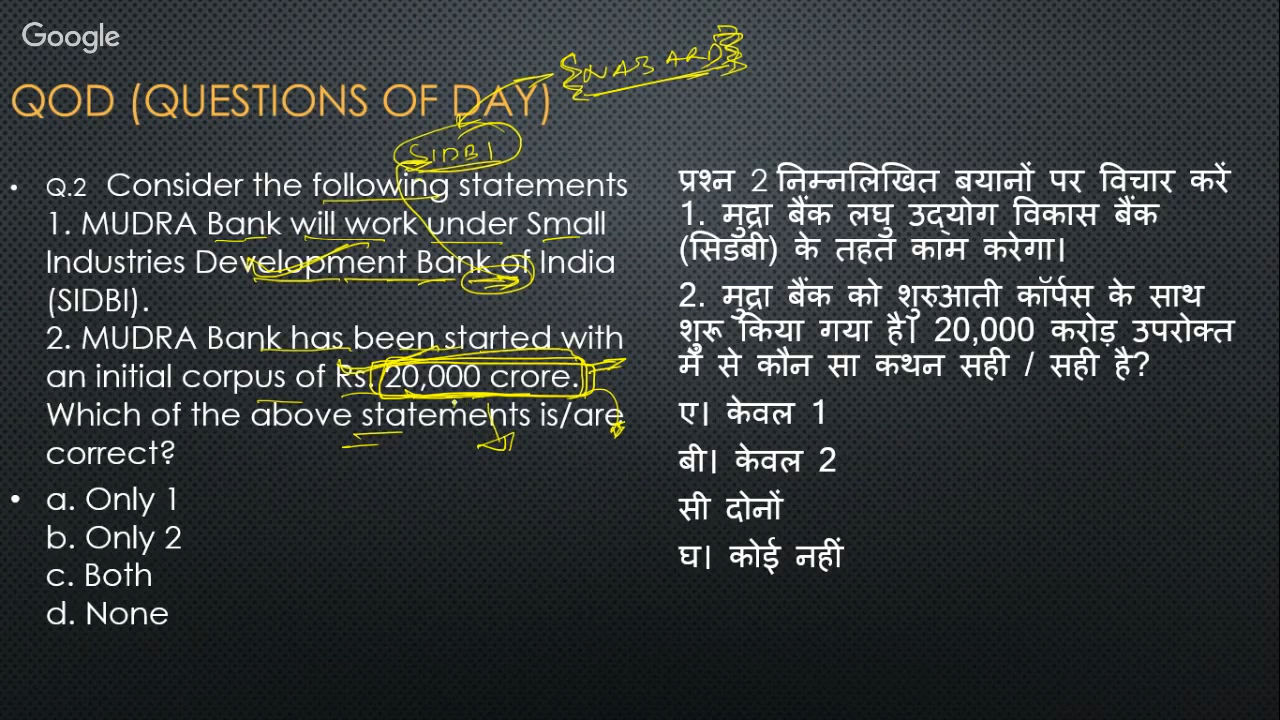 Google
{NABARD}
QOD (QUESTIONS OF DAY)
SIDBI
• Q.2 Consider the following statements
1. MUDRA Bank will work under Small
Industries Development Bank of India
(SIDBI).
2. MUDRA Bank has been started with
an initial corpus of Rs. 20,000 crore.
Which of the above statements is/are
correct?
• a. Only 1
b. Only 2
c. Both
d. None
प्रश्न 2 निम्नलिखित बयानों पर विचार करें
1. मुद्रा बैंक लघु उद्योग विकास बैंक
(सिडबी) के तहत काम करेगा।
2. मुद्रा बैंक को शुरुआती कॉर्पस के साथ
शुरू किया गया है। 20,000 करोड़ उपरोक्त
में से कौन सा कथन सही / सही है?
ए। केवल 1
बी। केवल 2
सी दोनों
घ। कोई नहीं